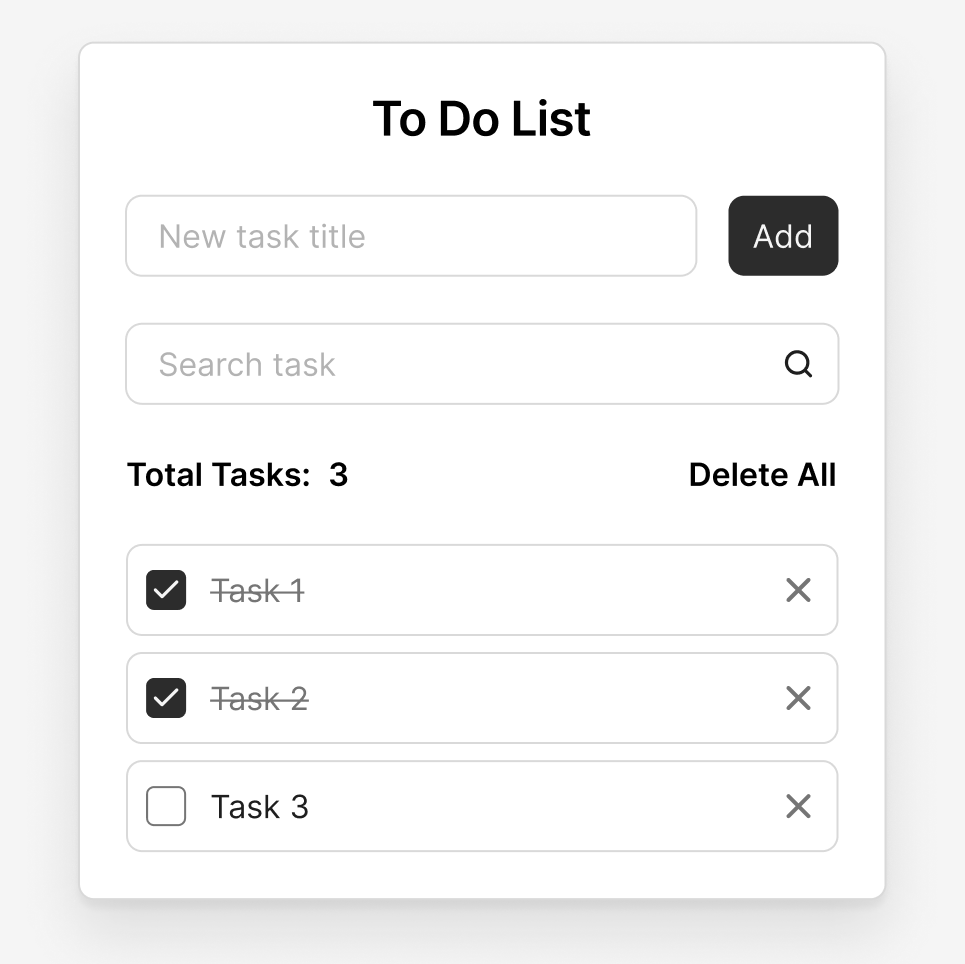 To Do List
New task title
Add
Search task
Total Tasks: 3
Delete All
Task 1
Task 2
Task 3